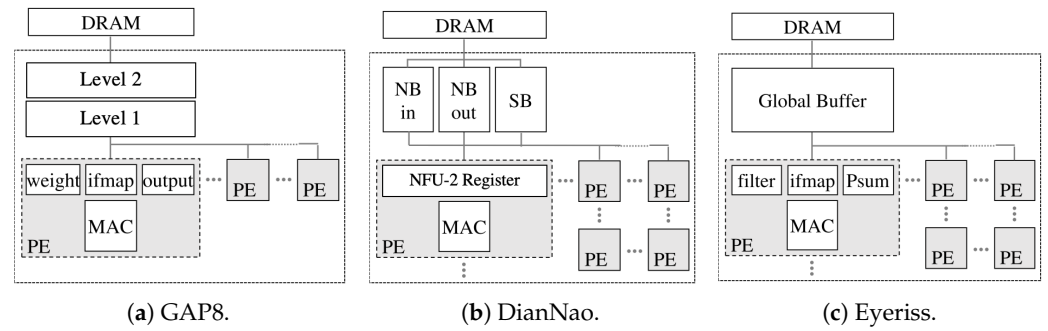 DRAM
Level 2
Level 1
weight ifmap output
MAC
PE
PE
PE
(a) GAP8.
DRAM
NB in
NB out
SB
NFU-2 Register
MAC
PE
PE
PE
PE
PE
(b) DianNao.
DRAM
Global Buffer
filter ifmap Psum
MAC
PE
PE
PE
PE
PE
(c) Eyeriss.